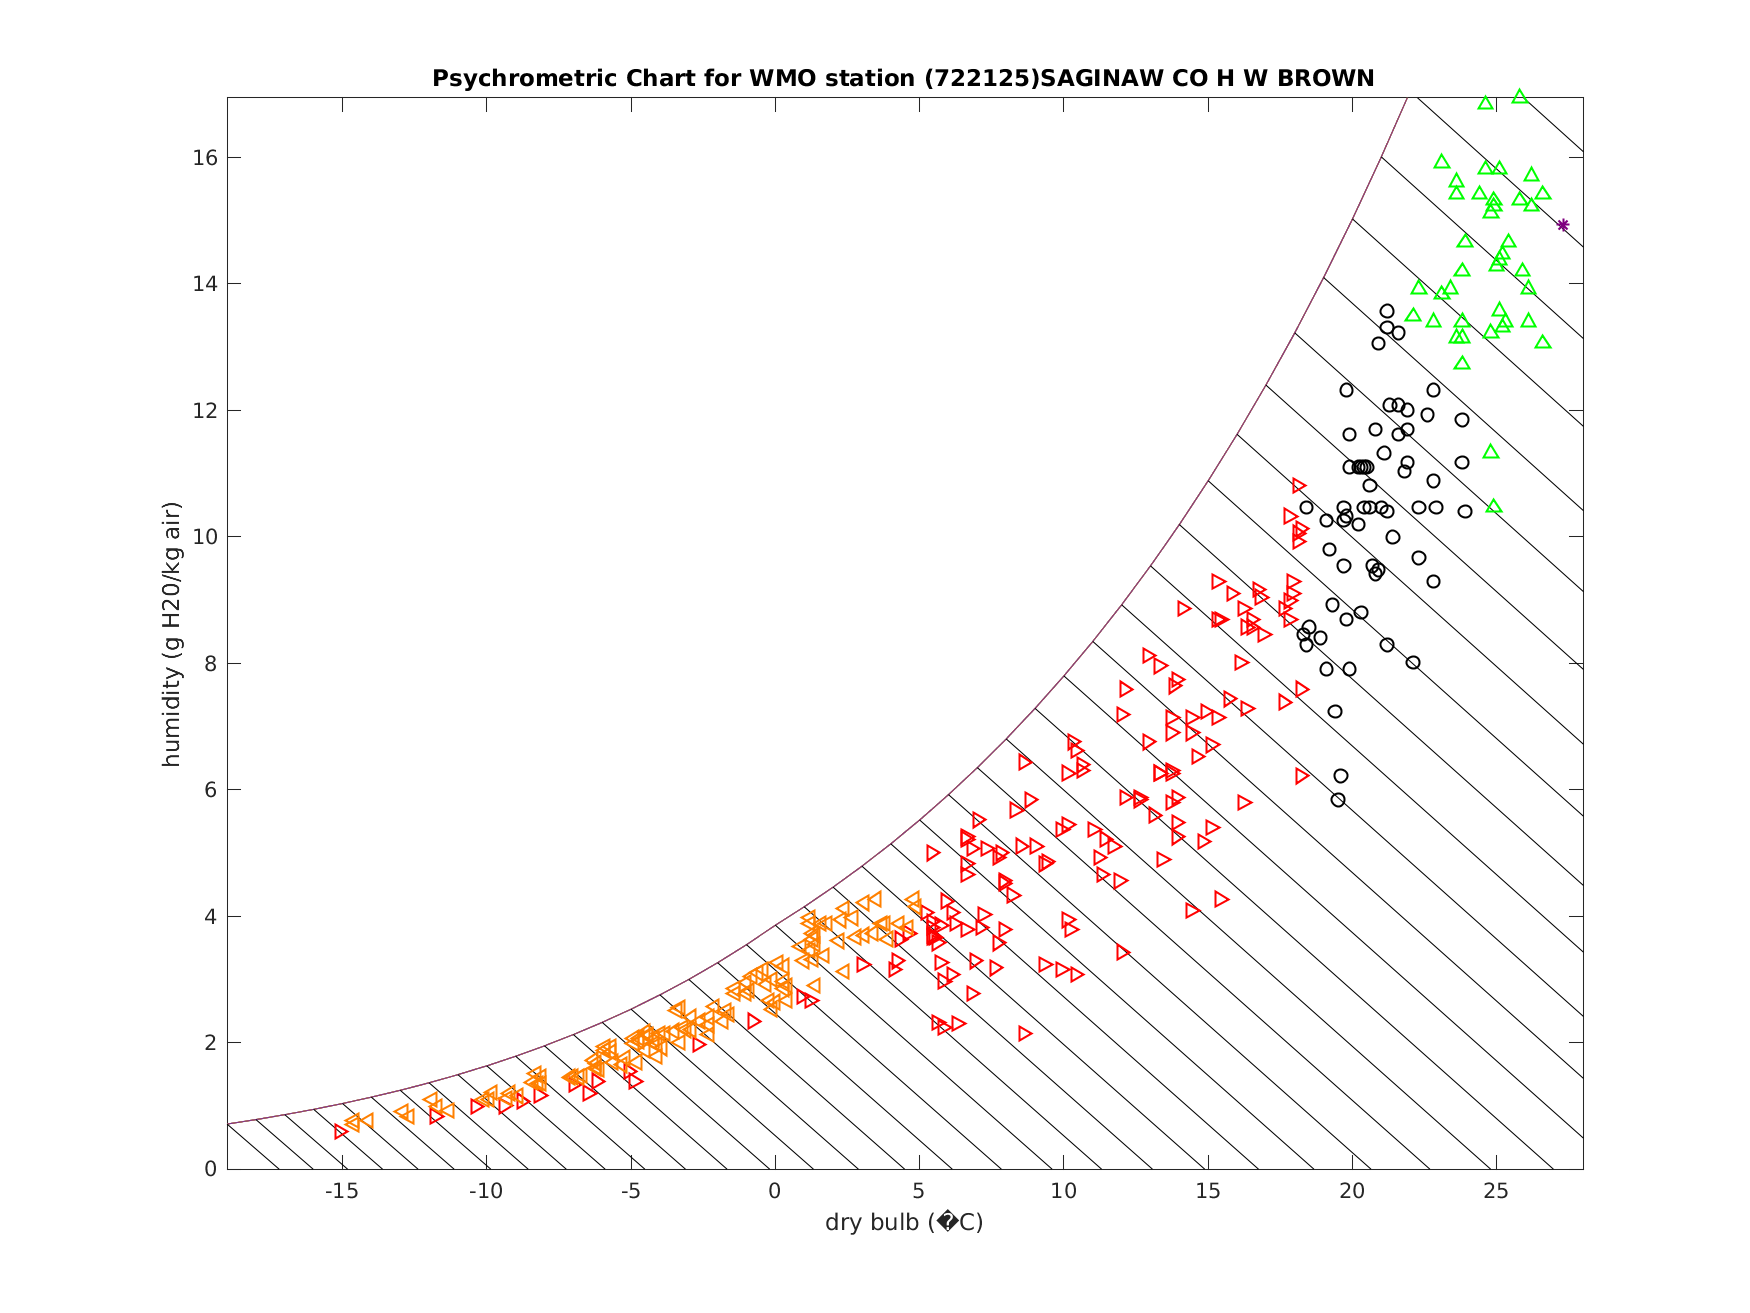 Psychrometric Chart for WMO station (722125)SAGINAW CO H W BROWN
humidity (g H20/kg air)
16
14
12
10
8
6
4
2
0
-15 -10 -5 0 5 10 15 20 25
dry bulb (�C)